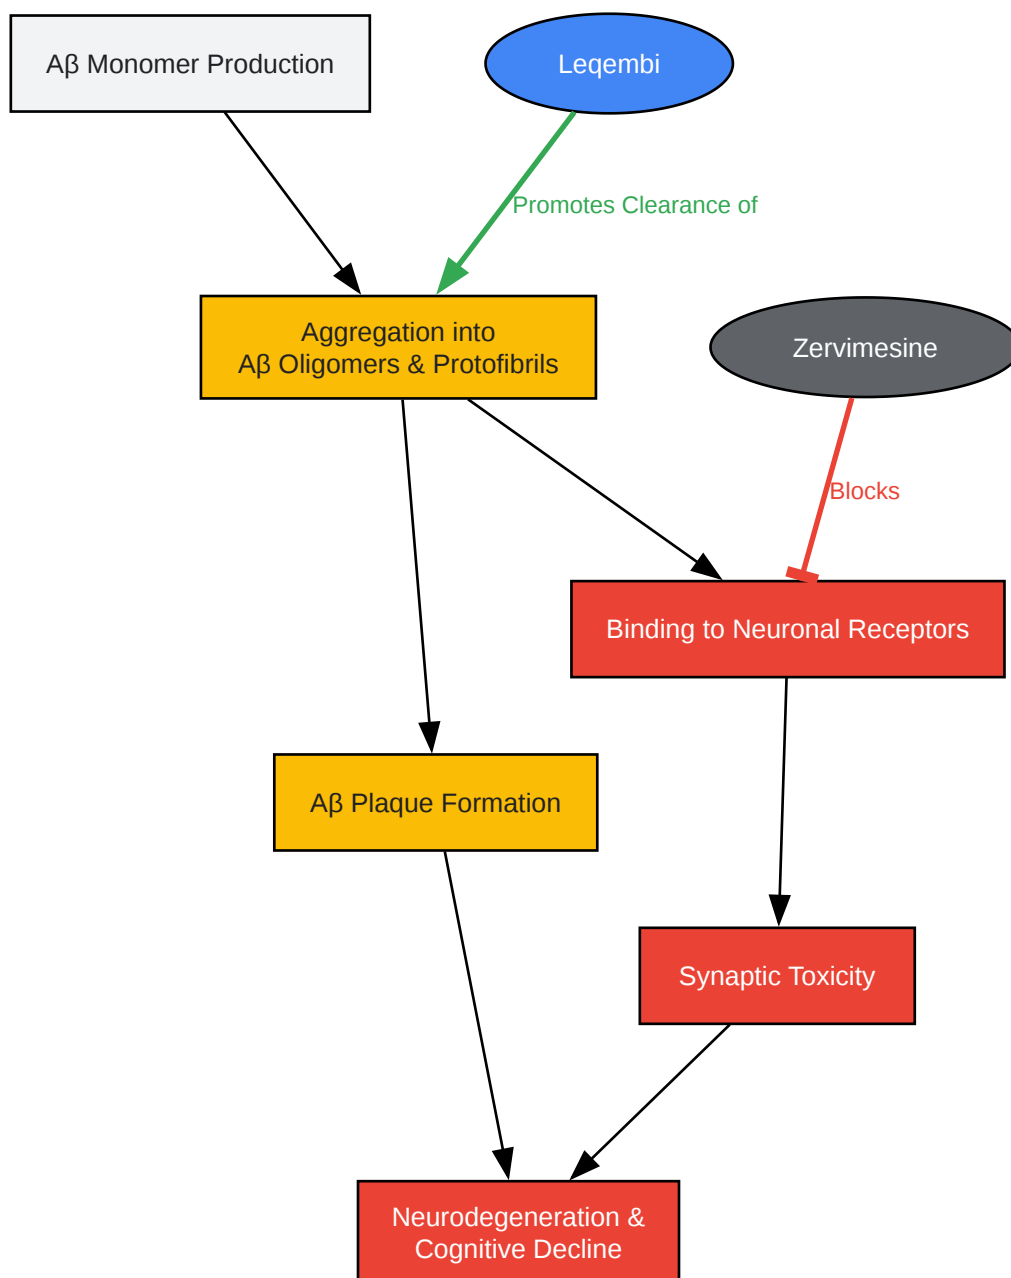 Aβ Monomer Production
Leqembi
Promotes Clearance of
Aggregation into
Aβ Oligomers & Protofibrils
Zervimesine
Blocks
Binding to Neuronal Receptors
Aβ Plaque Formation
Synaptic Toxicity
Neurodegeneration &
Cognitive Decline